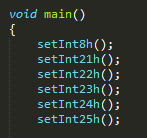 void main()
{
    setInt8h();
    setInt21h();
    setInt22h();
    setInt23h();
    setInt24h();
    setInt25h();